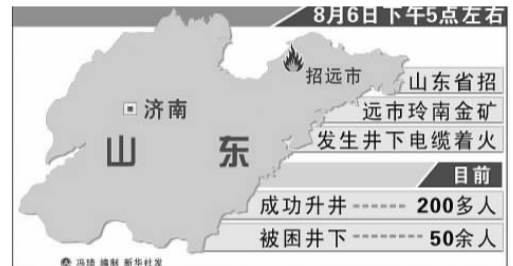 8月6日下午5点左右
招远市
山东省招
济南
远市玲南金矿
山东
发生井下电缆着火
目前
成功升井------ 200多人
被困井下-------- 50余人
冯琦 编制 新华社发